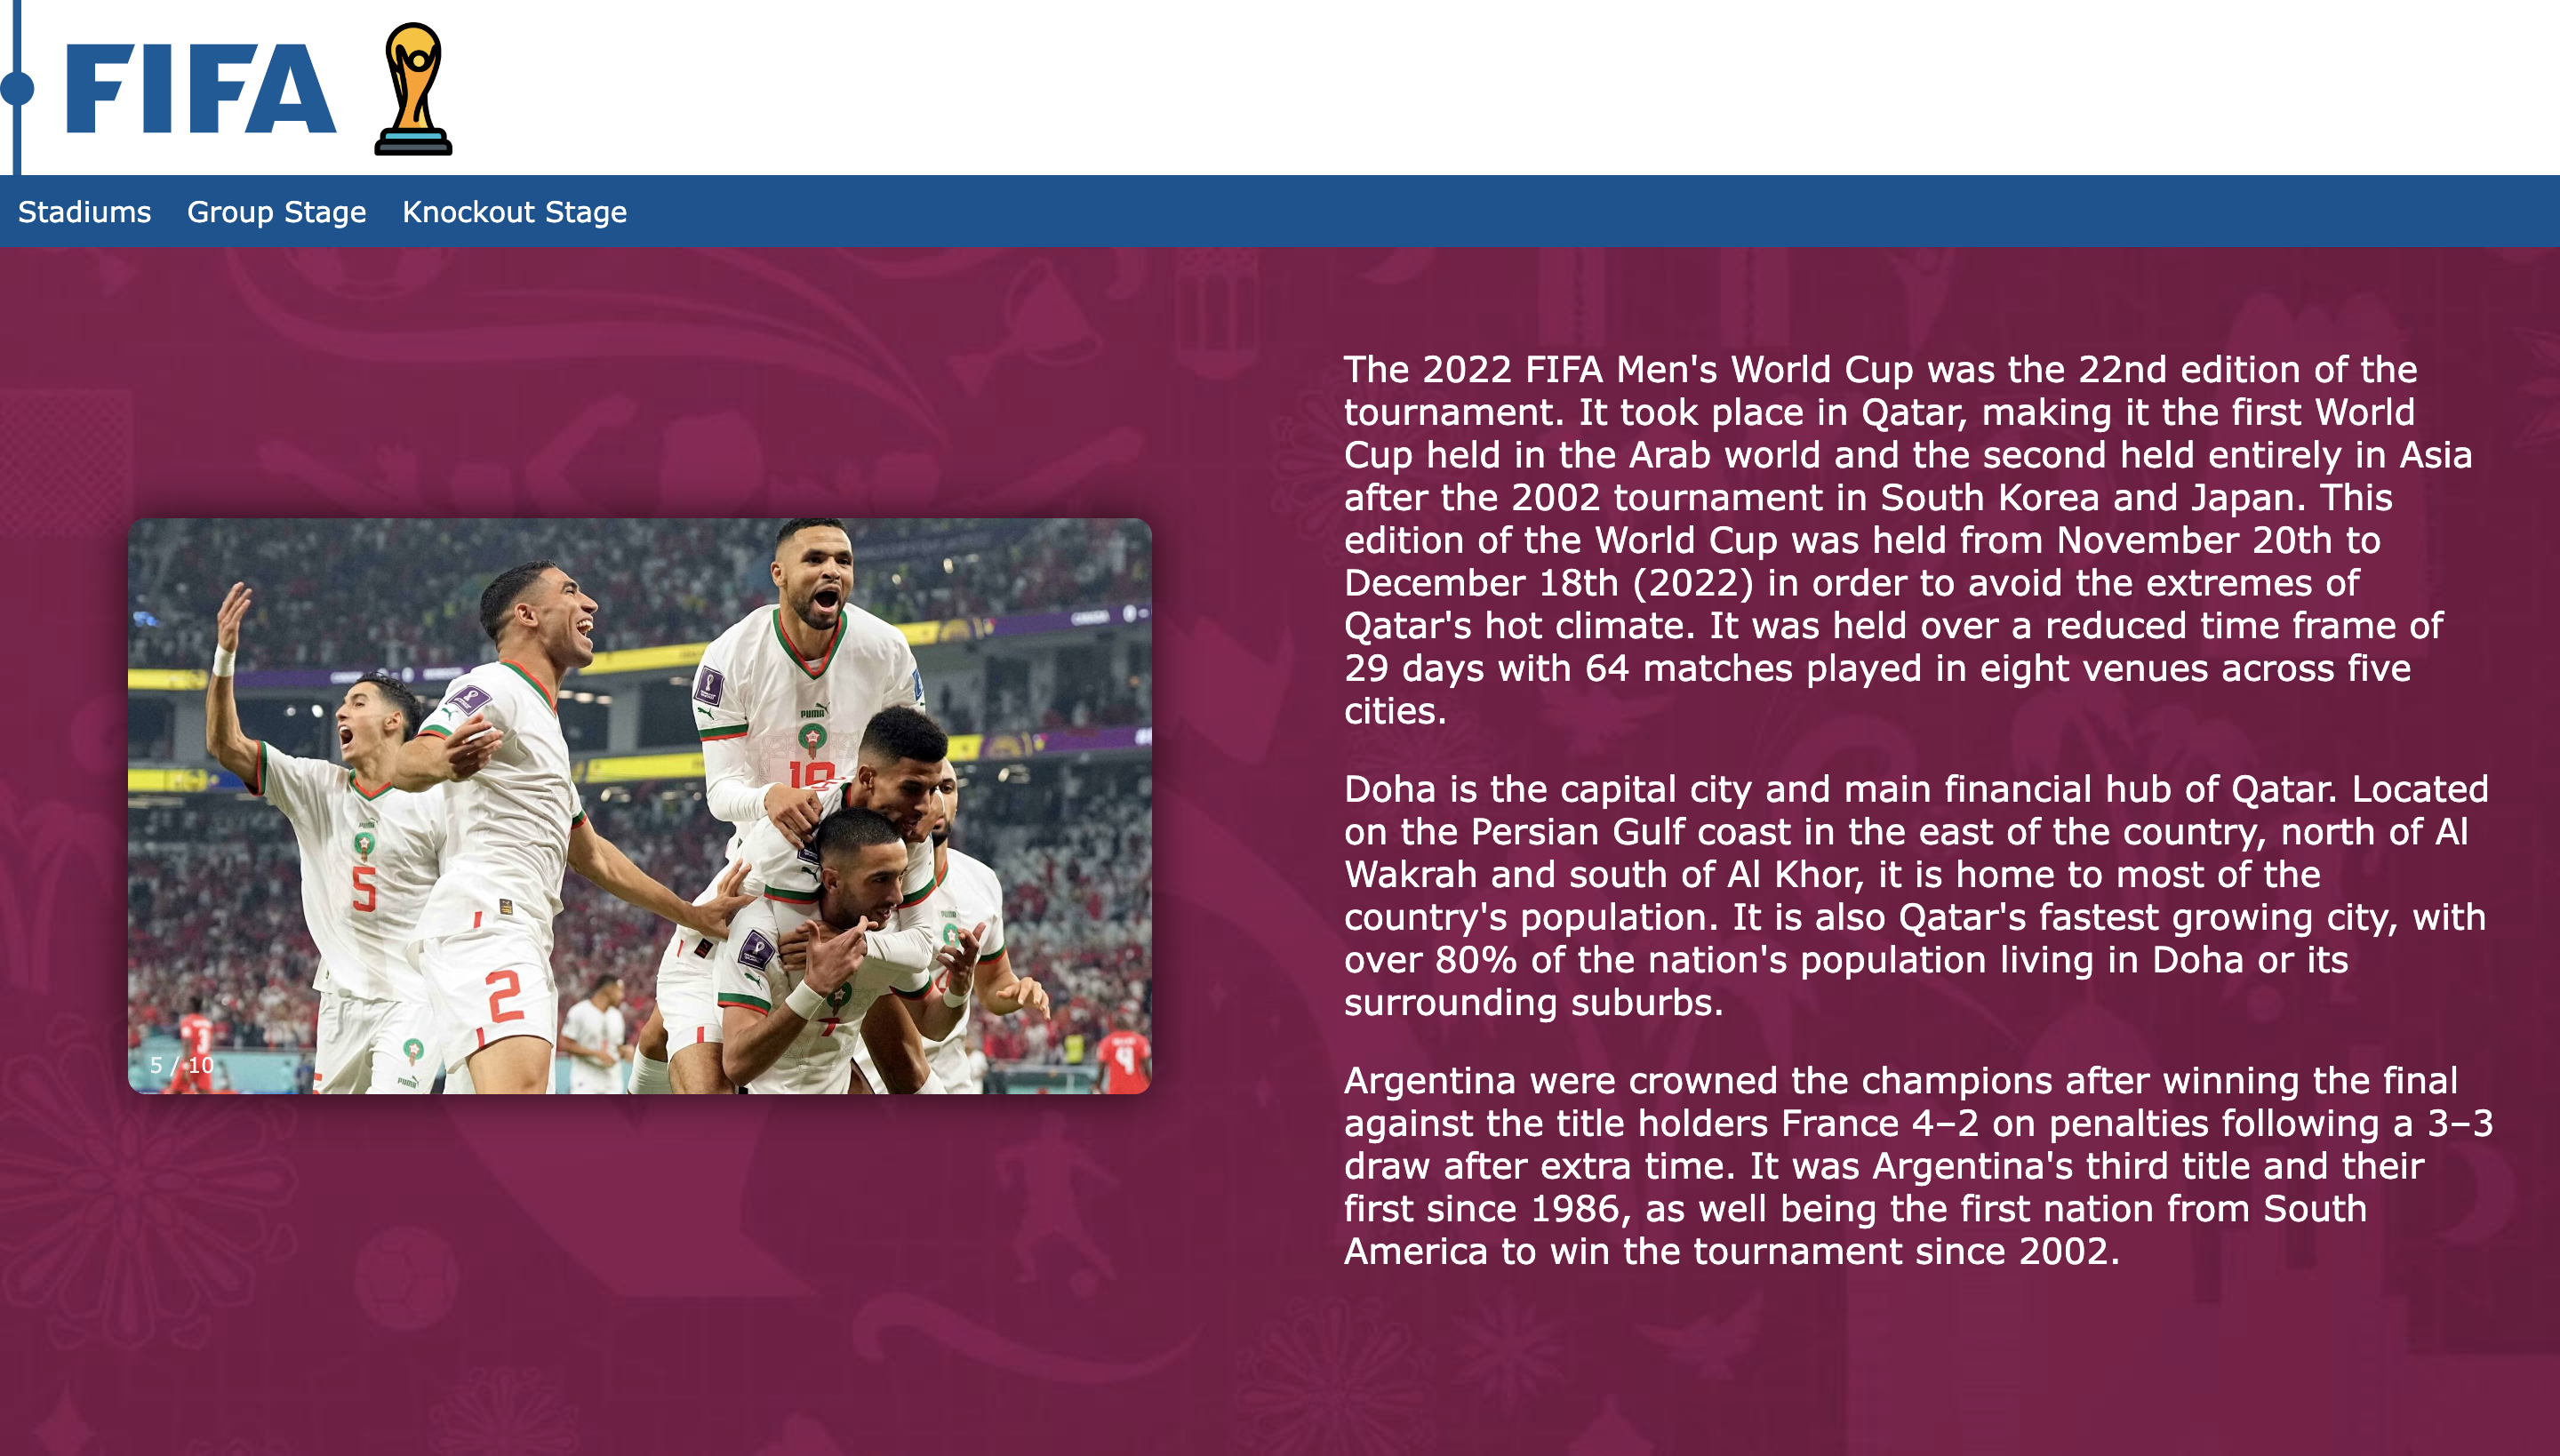 FIFA
Stadiums Group Stage Knockout Stage
The 2022 FIFA Men's World Cup was the 22nd edition of the
tournament. It took place in Qatar, making it the first World
Cup held in the Arab world and the second held entirely in Asia
after the 2002 tournament in South Korea and Japan. This
edition of the World Cup was held from November 20th to
December 18th (2022) in order to avoid the extremes of
Qatar's hot climate. It was held over a reduced time frame of
29 days with 64 matches played in eight venues across five
cities.
Doha is the capital city and main financial hub of Qatar. Located
on the Persian Gulf coast in the east of the country, north of Al
Wakrah and south of Al Khor, it is home to most of the
country's population. It is also Qatar's fastest growing city, with
over 80% of the nation's population living in Doha or its
surrounding suburbs.
Argentina were crowned the champions after winning the final
against the title holders France 4–2 on penalties following a 3–3
draw after extra time. It was Argentina's third title and their
first since 1986, as well being the first nation from South
America to win the tournament since 2002.
PUMA
19
5
2
3
4
5 / 10